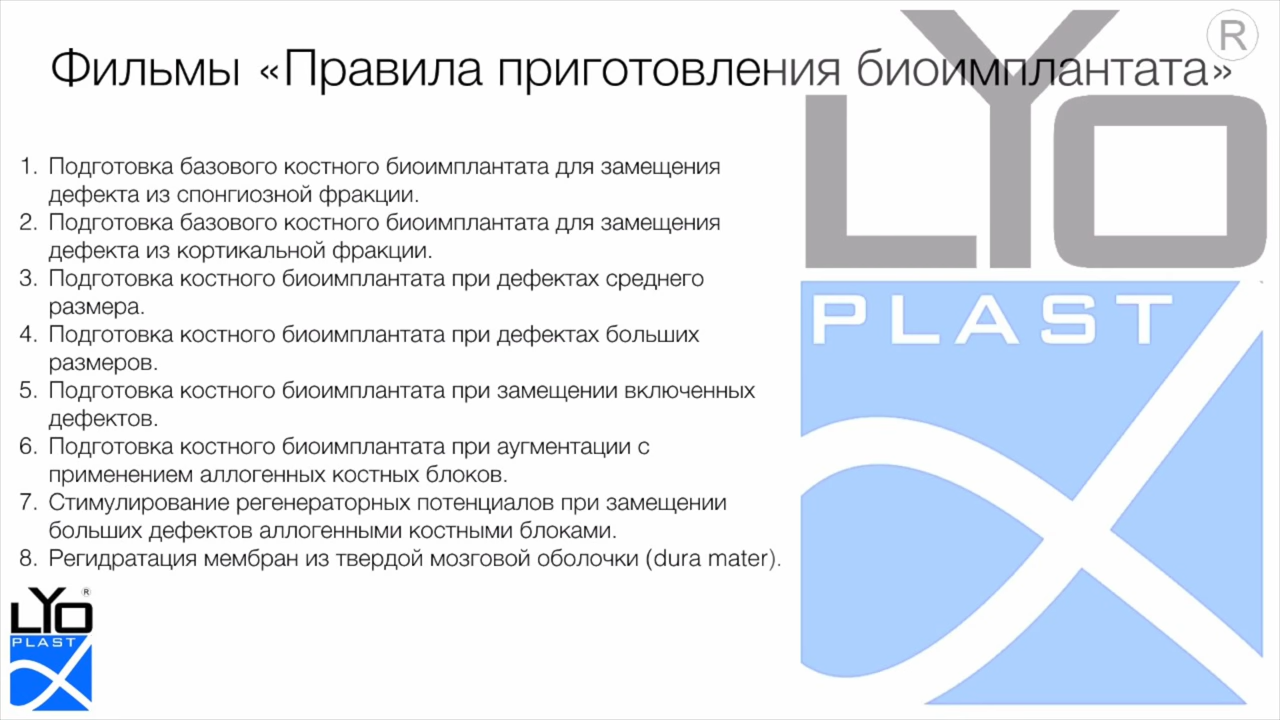 Фильмы «Правила приготовления биоимплантата»
1. Подготовка базового костного биоимплантата для замещения
дефекта из спонгиозной фракции.
2. Подготовка базового костного биоимплантата для замещения
дефекта из кортикальной фракции.
3. Подготовка костного биоимплантата при дефектах среднего
размера.
4. Подготовка костного биоимплантата при дефектах больших
размеров.
5. Подготовка костного биоимплантата при замещении включенных
дефектов.
6. Подготовка костного биоимплантата при аугментации с
применением аллогенных костных блоков.
7. Стимулирование регенераторных потенциалов при замещении
больших дефектов аллогенными костными блоками.
8. Регидратация мембран из твердой мозговой оболочки (dura mater).
LYO ®
PLAST
LYO ®
PLAST